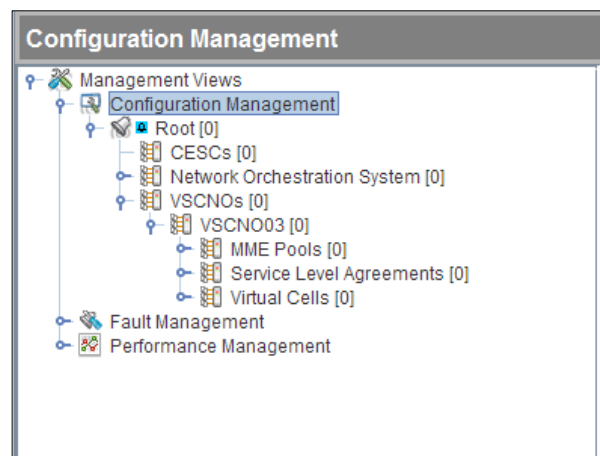 Configuration Management
Management Views
Configuration Management
Root [0]
CESCs [0]
Network Orchestration System [0]
VSCNOs [0]
VSCNO03 [0]
MME Pools [0]
Service Level Agreements [0]
Virtual Cells [0]
Fault Management
Performance Management